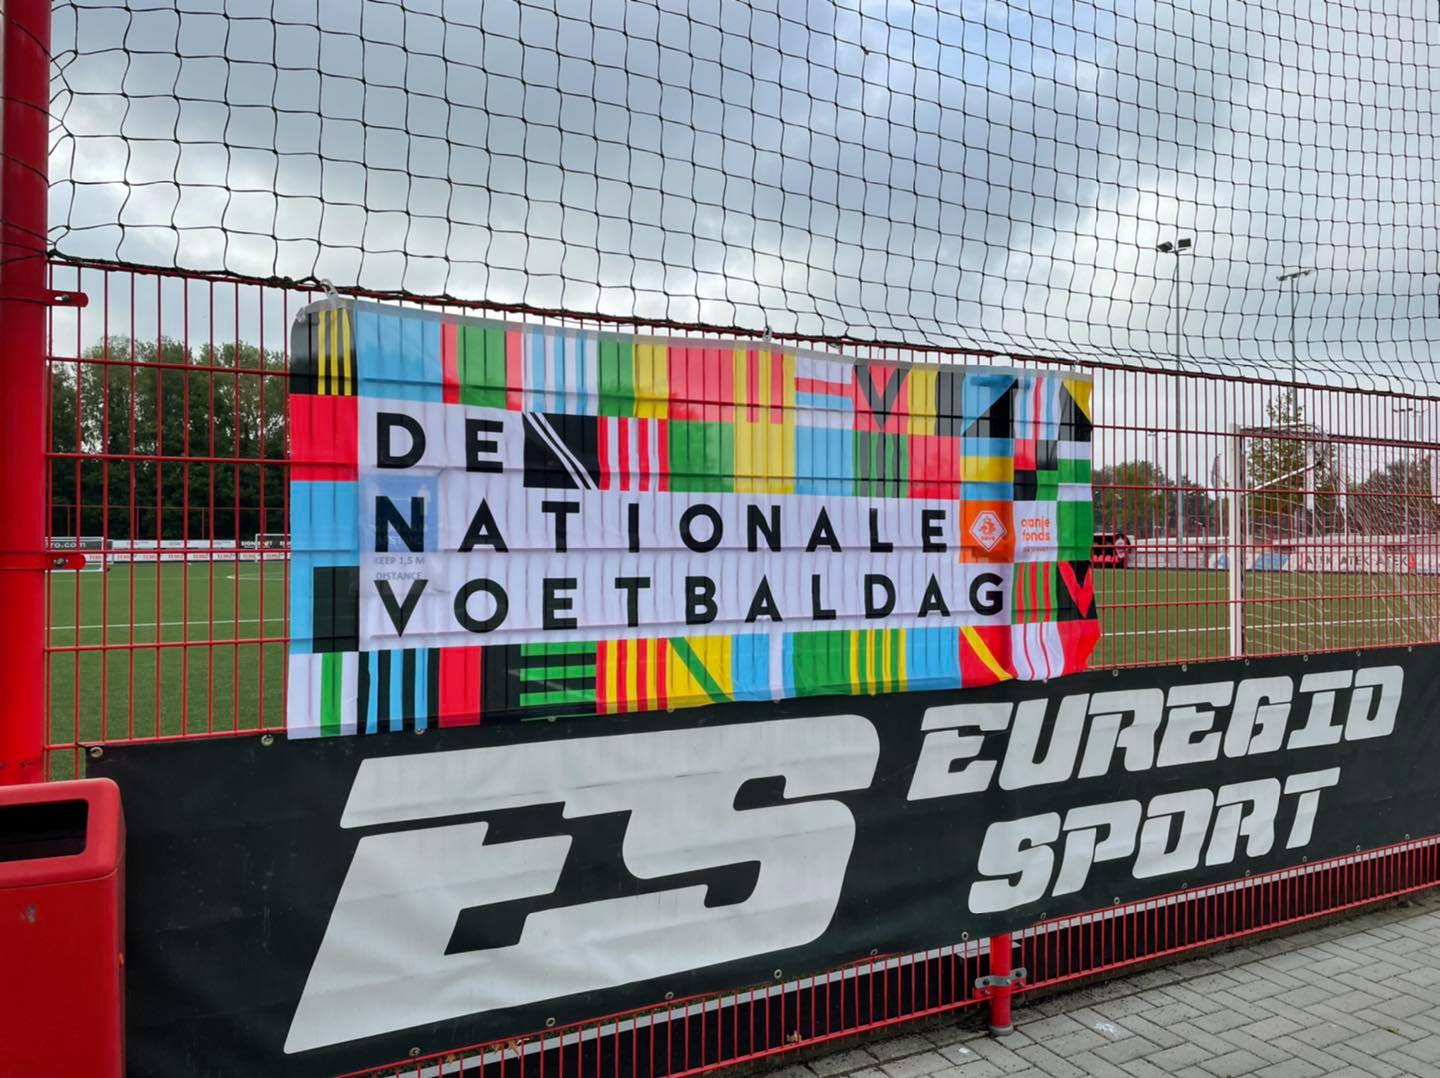 DE
NATIONALE
VOETBALDAG
KEEP 1,5 M
DISTANCE
oranje
fonds
ES
EUREGIO
SPORT